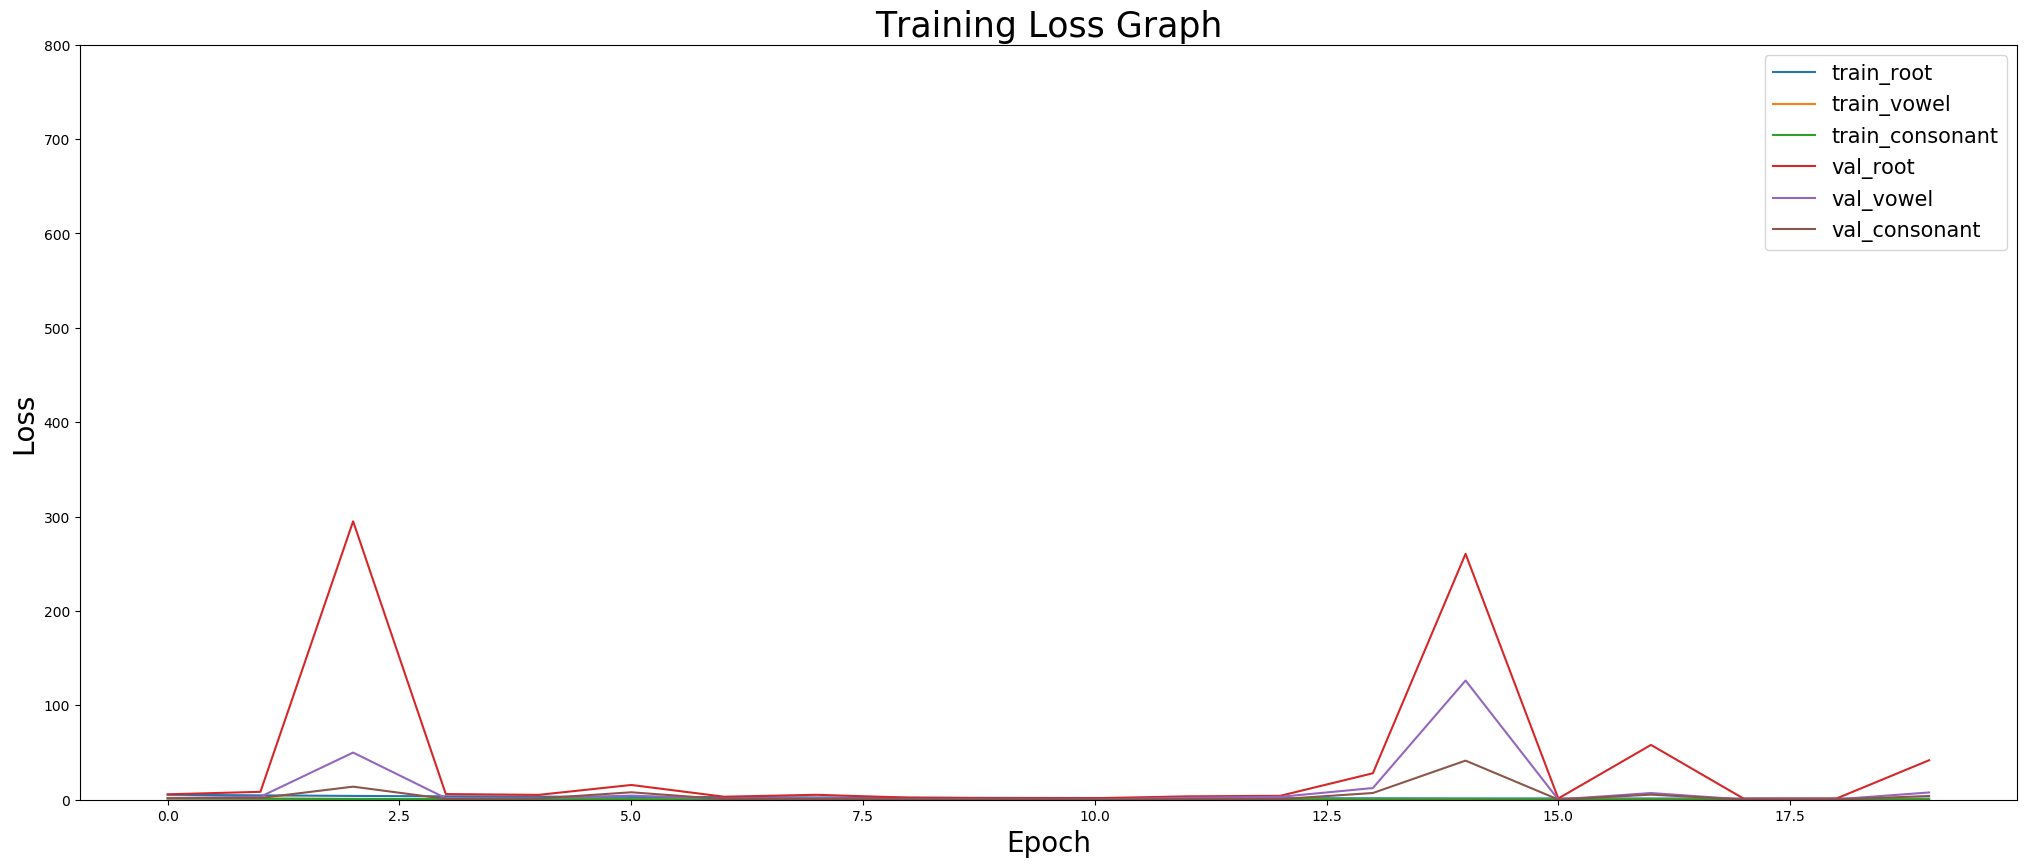 Training Loss Graph
800
700
600
500
400
300
200
100
0
Loss
train_root
train_vowel
train_consonant
val_root
val_vowel
val_consonant
0.0
2.5
5.0
7.5
10.0
12.5
15.0
17.5
Epoch